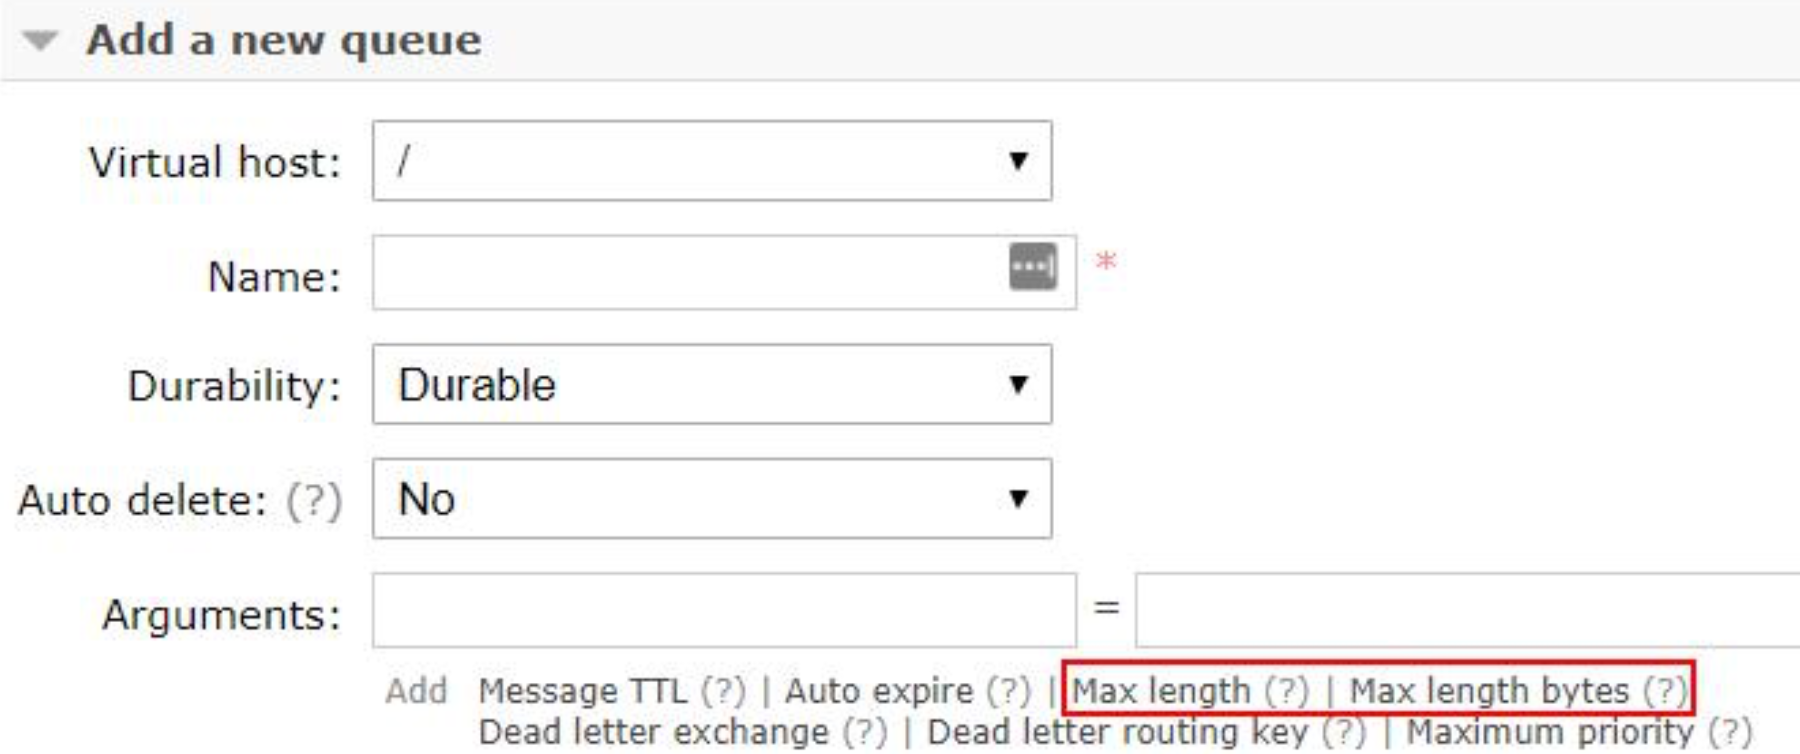 Add a new queue
Virtual host: /
Name: *
Durability: Durable
Auto delete: (?) No
Arguments: =
Add Message TTL (?) | Auto expire (?) | Max length (?) | Max length bytes (?)
Dead letter exchange (?) | Dead letter routing key (?) | Maximum priority (?)